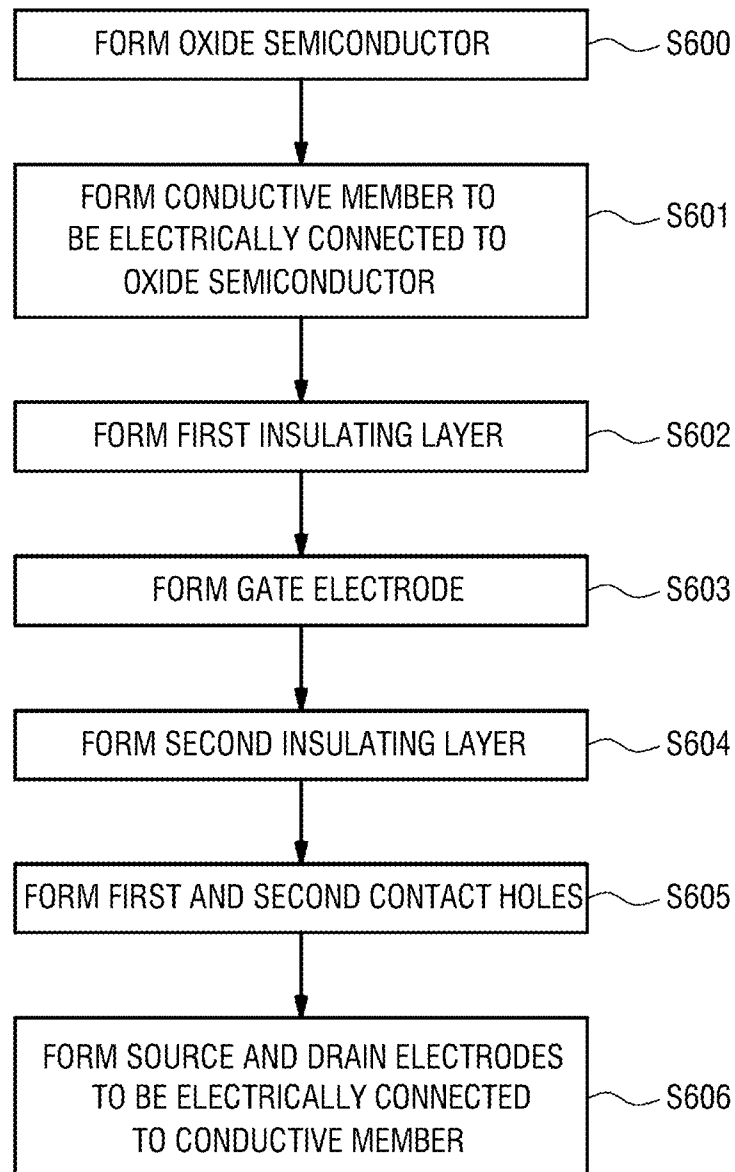 FORM OXIDE SEMICONDUCTOR
S600
FORM CONDUCTIVE MEMBER TO
BE ELECTRICALLY CONNECTED TO
OXIDE SEMICONDUCTOR
S601
FORM FIRST INSULATING LAYER
S602
FORM GATE ELECTRODE
S603
FORM SECOND INSULATING LAYER
S604
FORM FIRST AND SECOND CONTACT HOLES
S605
FORM SOURCE AND DRAIN ELECTRODES
TO BE ELECTRICALLY CONNECTED
TO CONDUCTIVE MEMBER
S606